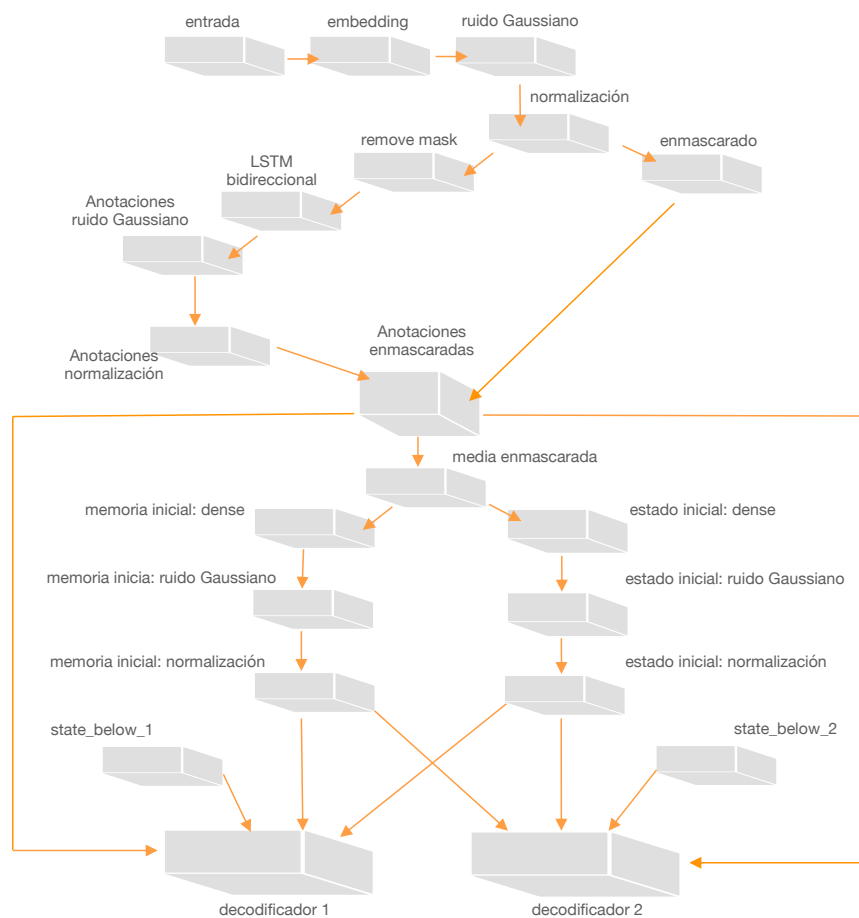 entrada
embedding
ruido Gaussiano
normalización
remove mask
enmascarado
LSTM
bidireccional
Anotaciones
ruido Gaussiano
Anotaciones
enmascaradas
Anotaciones
normalización
media enmascarada
memoria inicial: dense
estado inicial: dense
memoria inicia: ruido Gaussiano
estado inicial: ruido Gaussiano
memoria inicial: normalización
estado inicial: normalización
state_below_1
state_below_2
decodificador 1
decodificador 2